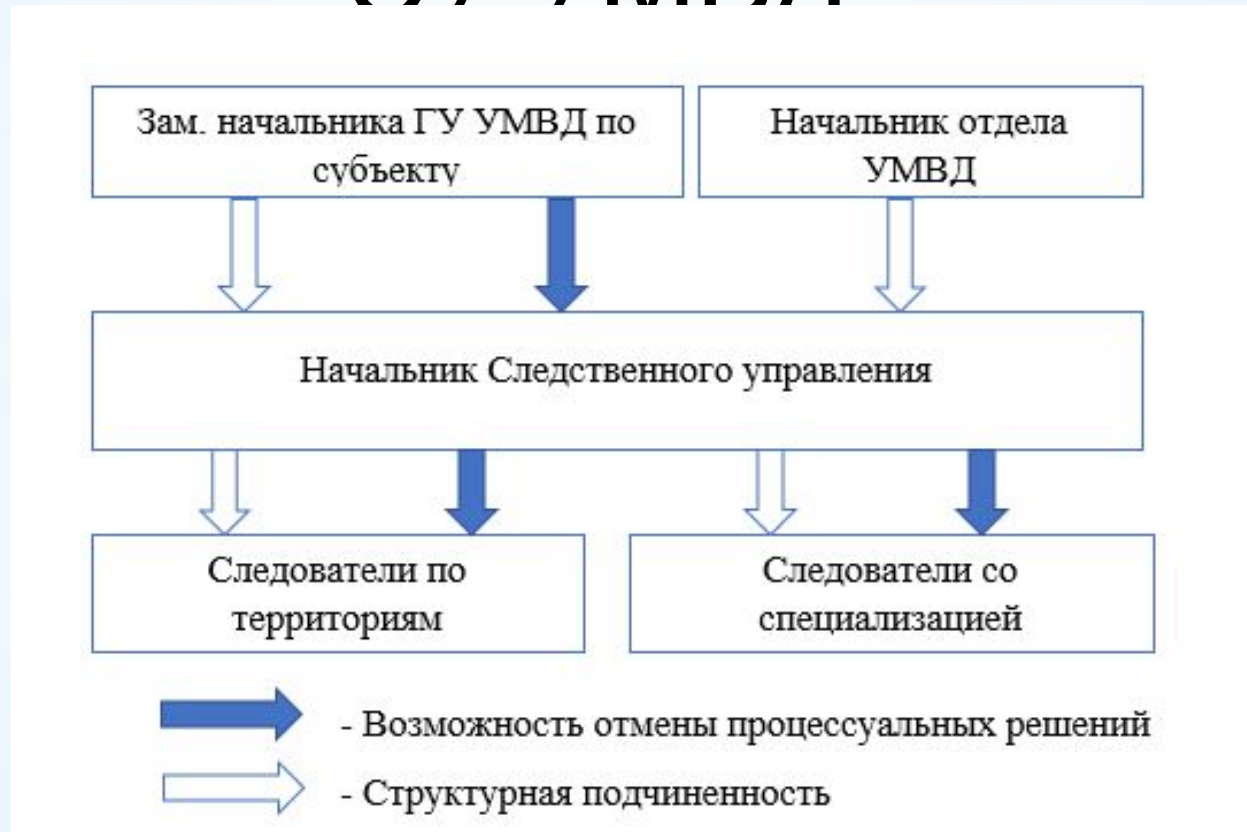 Зам. начальника ГУ УМВД по
субъекту
Начальник отдела
УМВД
Начальник Следственного управления
Следователи по
территориям
Следователи со
специализацией
- Возможность отмены процессуальных решений
- Структурная подчиненность